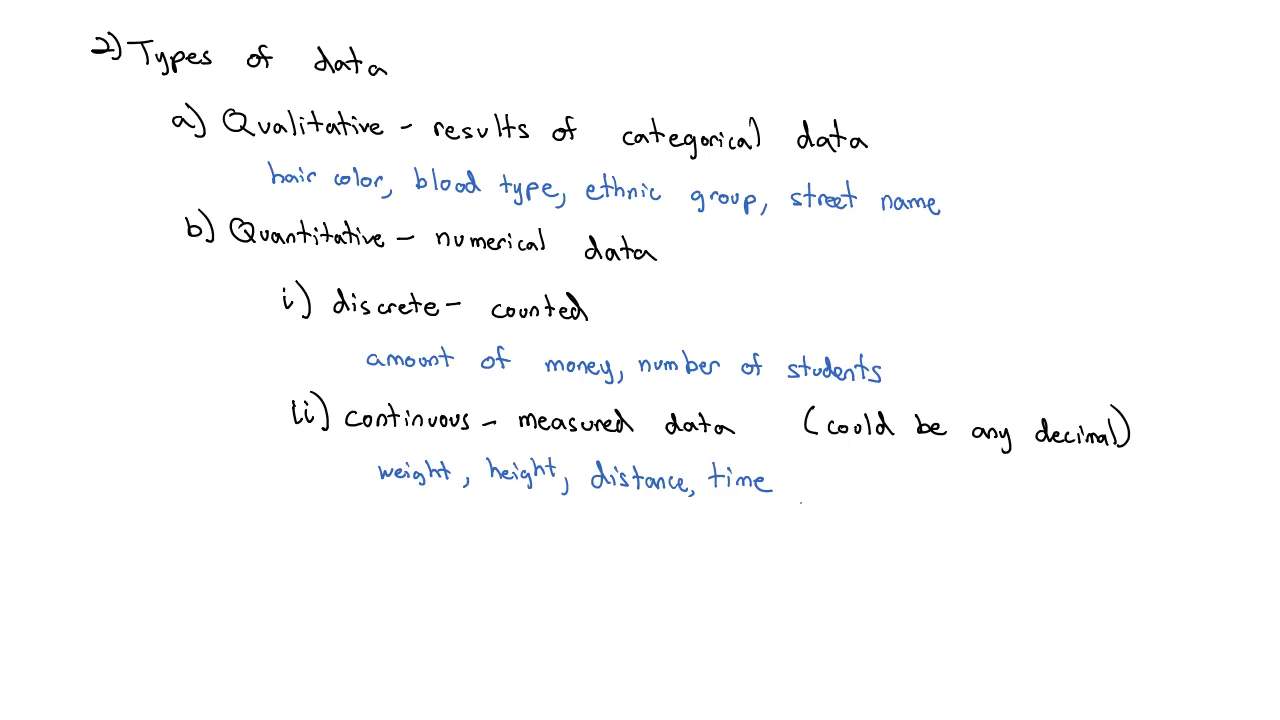 2) Types of data
a) Qualitative - results of categorical data
hair color, blood type, ethnic group, street name
b) Quantitative - numerical data
i) discrete - counted
amount of money, number of students
ii) continuous - measured data (could be any decimal)
weight, height, distance, time